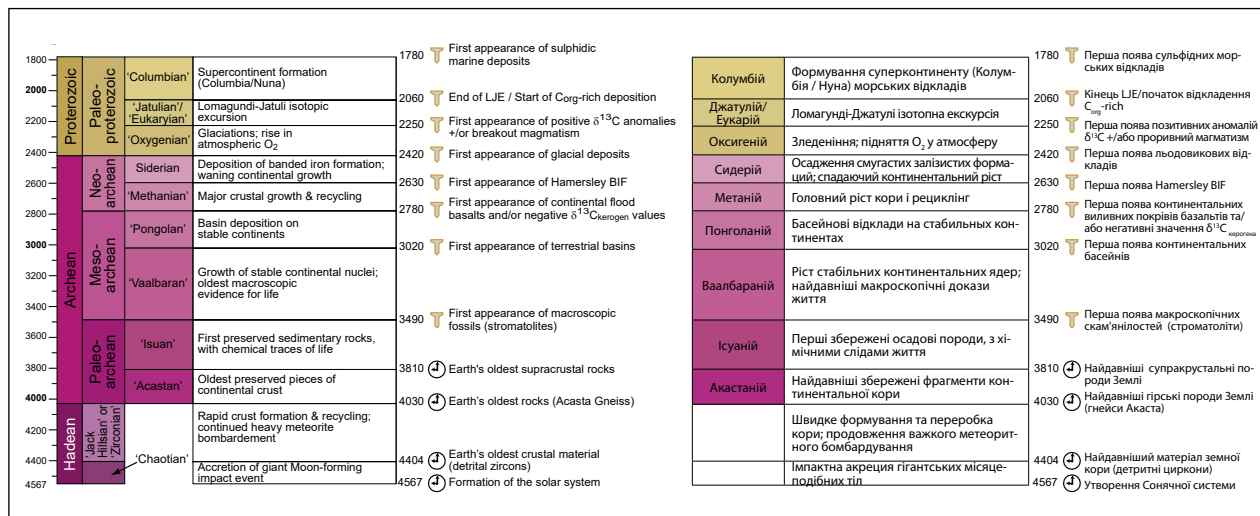 1800
2000
2200
2400
2600
2800
3000
3200
3400
3600
3800
4000
4200
4400
4567
Proterozoic
Archean
Hadean
Paleo-
proterozoic
Neo-
archean
Meso-
archean
Paleo-
archean
'Jack
Hillsian' or
'Zirconian'
'Columbian'
Supercontinent formation
(Columbia/Nuna)
'Jatulian'/
'Eukaryian'
Lomagundi-Jatuli isotopic
excursion
'Oxygenian'
Glaciations; rise in
atmospheric O2
Siderian
Deposition of banded iron formation;
waning continental growth
'Methanian'
Major crustal growth & recycling
'Pongolan'
Basin deposition on
stable continents
'Vaalbaran'
Growth of stable continental nuclei;
oldest macroscopic
evidence for life
'Isuan'
First preserved sedimentary rocks,
with chemical traces of life
'Acastan'
Oldest preserved pieces of
continental crust
Rapid crust formation & recycling;
continued heavy meteorite
bombardement
'Chaotian'
Accretion of giant Moon-forming
impact event
1780 First appearance of sulphidic
marine deposits
2060 End of LJE / Start of Corg-rich deposition
2250 First appearance of positive δ13C anomalies
+/or breakout magmatism
2420 First appearance of glacial deposits
2630 First appearance of Hamersley BIF
2780 First appearance of continental flood
basalts and/or negative δ13Ckerogen values
3020 First appearance of terrestrial basins
3490 First appearance of macroscopic
fossils (stromatolites)
3810 Earth's oldest supracrustal rocks
4030 Earth's oldest rocks (Acasta Gneiss)
4404 Earth's oldest crustal material
(detrital zircons)
4567 Formation of the solar system
Колумбій
Формування суперконтиненту (Колум-
бія / Нуна) морських відкладів
Джатулій/
Еукарій
Ломагунді-Джатулі ізотопна екскурсія
Оксигеній
Зледеніння; підняття O2 у атмосферу
Сидерій
Осадження смугастих залізистих форма-
цій; спадаючий континентальний ріст
Метаній
Головний ріст кори і рециклінг
Понголаній
Басейнові відклади на стабильних кон-
тинентах
Ваалбараній
Ріст стабільних континентальних ядер;
найдавніші макроскопічні докази
життя
Ісуаній
Перші збережені осадові породи, з хі-
мічними слідами життя
Акастаній
Найдавніші збережені фрагменти кон-
тинентальної кори
Швидке формування та переробка
кори; продовження важкого метеорит-
ного бомбардування
Імпактна акреция гігантських місяце-
подібних тіл
1780 Перша поява сульфідних мор-
ських відкладів
2060 Кінець LJE/початок відкладення
Corg-rich
2250 Перша поява позитивних аномалій
δ13C +/або проривний магматизм
2420 Перша поява льодовикових від-
кладів
2630 Перша поява Hamersley BIF
2780 Перша поява континентальних
виливних покрівів базальтів та/
або негативні значення δ13C керогена
3020 Перша поява континентальних
басейнів
3490 Перша поява макроскопічних
скам'янілостей (строматоліти)
3810 Найдавніші супракрустальні по-
роди Землі
4030 Найдавніші гірські породи Землі
(гнейси Акаста)
4404 Найдавніший матеріал земної
кори (детритні циркони)
4567 Утворення Сонячної системи